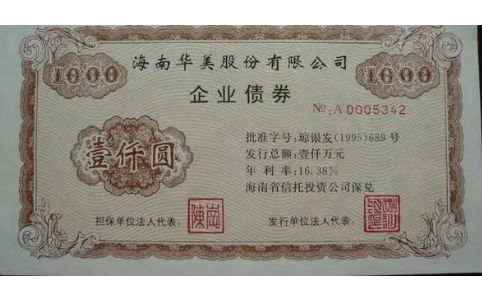 1000
海南华美股份有限公司
1000
企业债券
№:A 0005342
壹仟圆
批准字号:琼银发(1995)689号
发行总额:壹仟万元
年利率:16.38%
海南省信托投资公司保兑
担保单位法人代表:
发行单位法人代表: